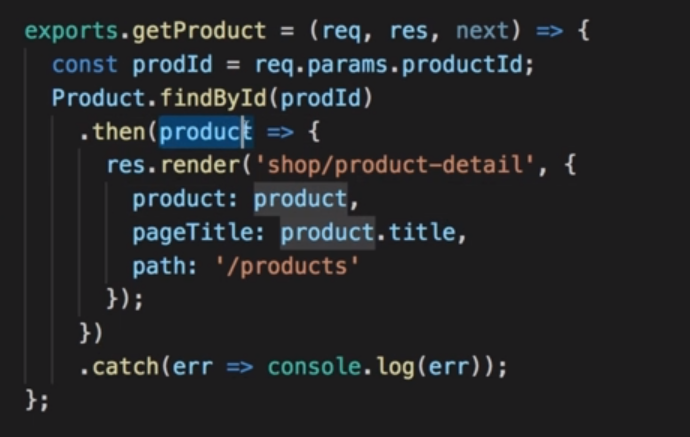 exports.getProduct = (req, res, next) => {
const prodId = req.params.productId;
Product.findById(prodId)
.then(product => {
res.render('shop/product-detail', {
product: product,
pageTitle: product.title,
path: '/products'
});
})
.catch(err => console.log(err));
};